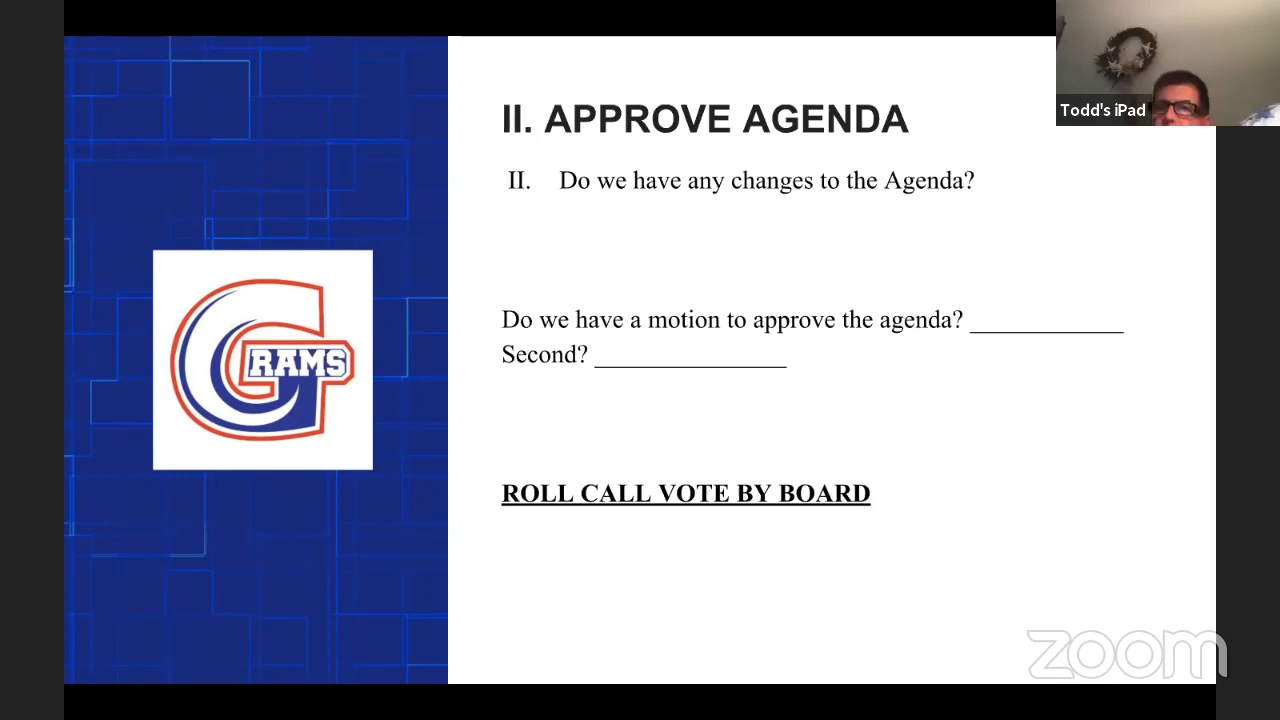 Todd's iPad
II. APPROVE AGENDA
II. Do we have any changes to the Agenda?
Do we have a motion to approve the agenda? ____________
Second? _______________
ROLL CALL VOTE BY BOARD
G
RAMS
zoom